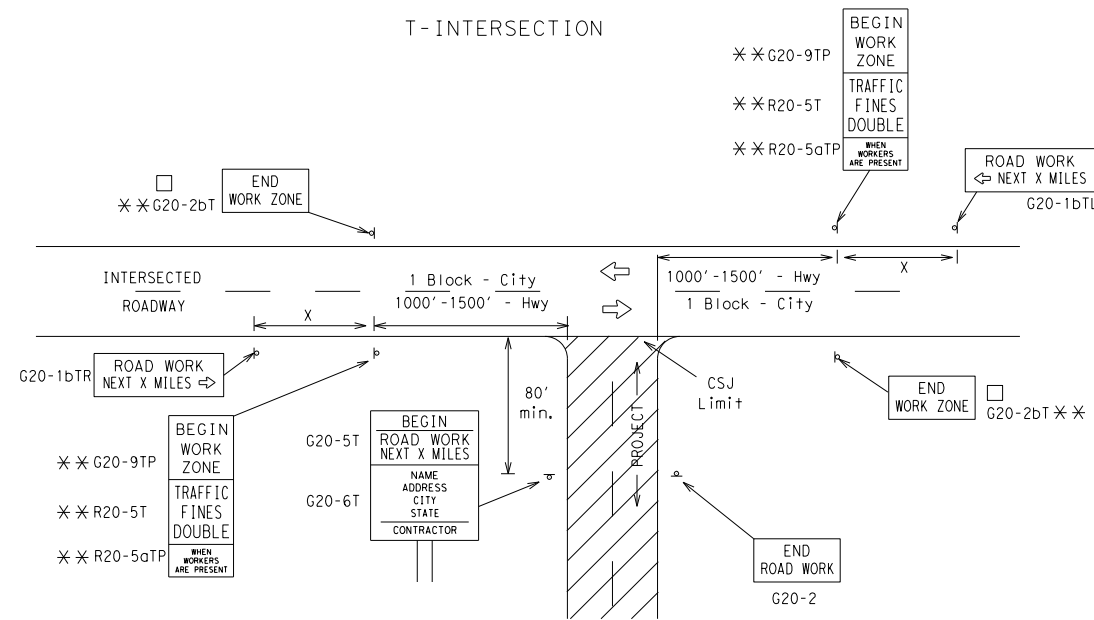 T-INTERSECTION
BEGIN
WORK
ZONE
**G20-9TP
TRAFFIC
FINES
DOUBLE
**R20-5T
WHEN
WORKERS
ARE PRESENT
**R20-5aTP
ROAD WORK
⇦ NEXT X MILES
G20-1bTL
END
WORK ZONE
□
**G20-2bT
X
1000'-1500' - Hwy
1 Block - City
INTERSECTED
ROADWAY
1 Block - City
1000'-1500' - Hwy
X
G20-1bTR
ROAD WORK
NEXT X MILES ⇨
80'
min.
CSJ
Limit
PROJECT
END
WORK ZONE
□
G20-2bT **
BEGIN
WORK
ZONE
**G20-9TP
TRAFFIC
FINES
DOUBLE
**R20-5T
WHEN
WORKERS
ARE PRESENT
**R20-5aTP
G20-5T
BEGIN
ROAD WORK
NEXT X MILES
G20-6T
NAME
ADDRESS
CITY
STATE
CONTRACTOR
END
ROAD WORK
G20-2